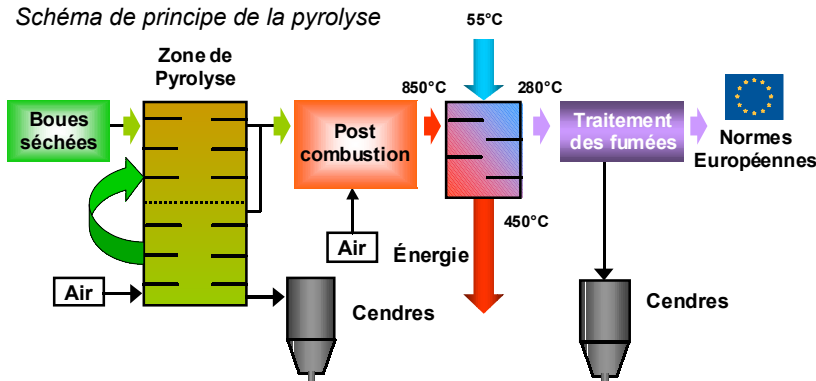 Schéma de principe de la pyrolyse
55°C
Zone de
Pyrolyse
850°C
280°C
Boues
séchées
Post
combustion
Traitement
des fumées
Normes
Européennes
450°C
Air
Énergie
Air
Cendres
Cendres